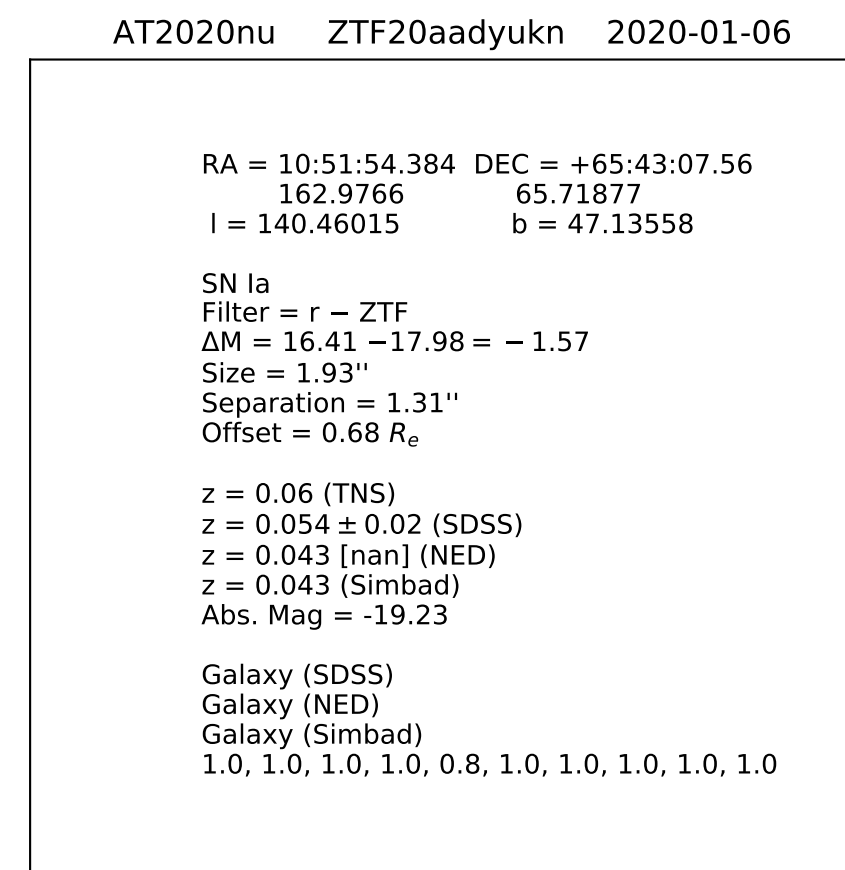 AT2020nu ZTF20aadyukn 2020-01-06
RA = 10:51:54.384 DEC = +65:43:07.56
162.9766 65.71877
l = 140.46015 b = 47.13558
SN Ia
Filter = r − ZTF
ΔM = 16.41 −17.98 = − 1.57
Size = 1.93''
Separation = 1.31''
Offset = 0.68 Rₑ
z = 0.06 (TNS)
z = 0.054 ± 0.02 (SDSS)
z = 0.043 [nan] (NED)
z = 0.043 (Simbad)
Abs. Mag = -19.23
Galaxy (SDSS)
Galaxy (NED)
Galaxy (Simbad)
1.0, 1.0, 1.0, 1.0, 0.8, 1.0, 1.0, 1.0, 1.0, 1.0